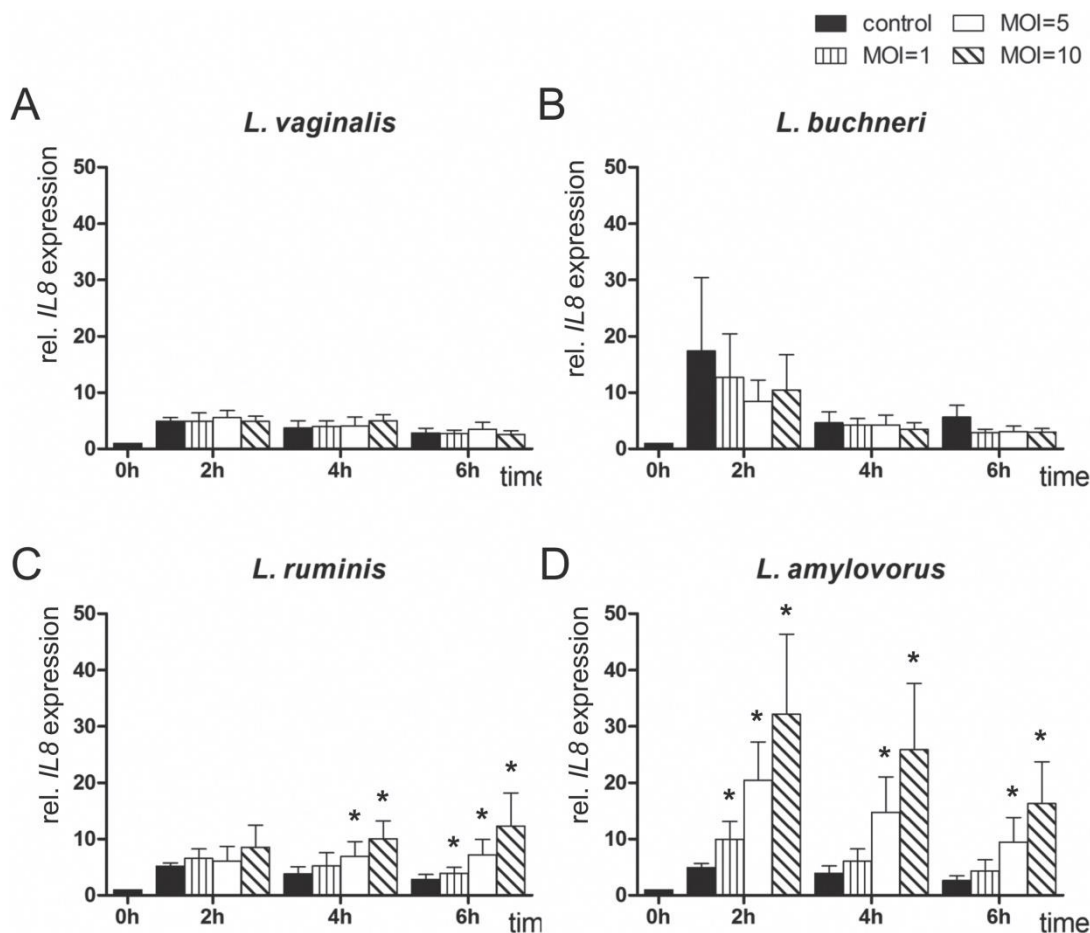 control MOI=5
MOI=1 MOI=10
A
L. vaginalis
rel. IL8 expression
50
40
30
20
10
0
0h 2h 4h 6h time
B
L. buchneri
rel. IL8 expression
50
40
30
20
10
0
0h 2h 4h 6h time
C
L. ruminis
rel. IL8 expression
50
40
30
20
10
0
* * * * *
0h 2h 4h 6h time
D
L. amylovorus
rel. IL8 expression
50
40
30
20
10
0
* * * * * * *
0h 2h 4h 6h time